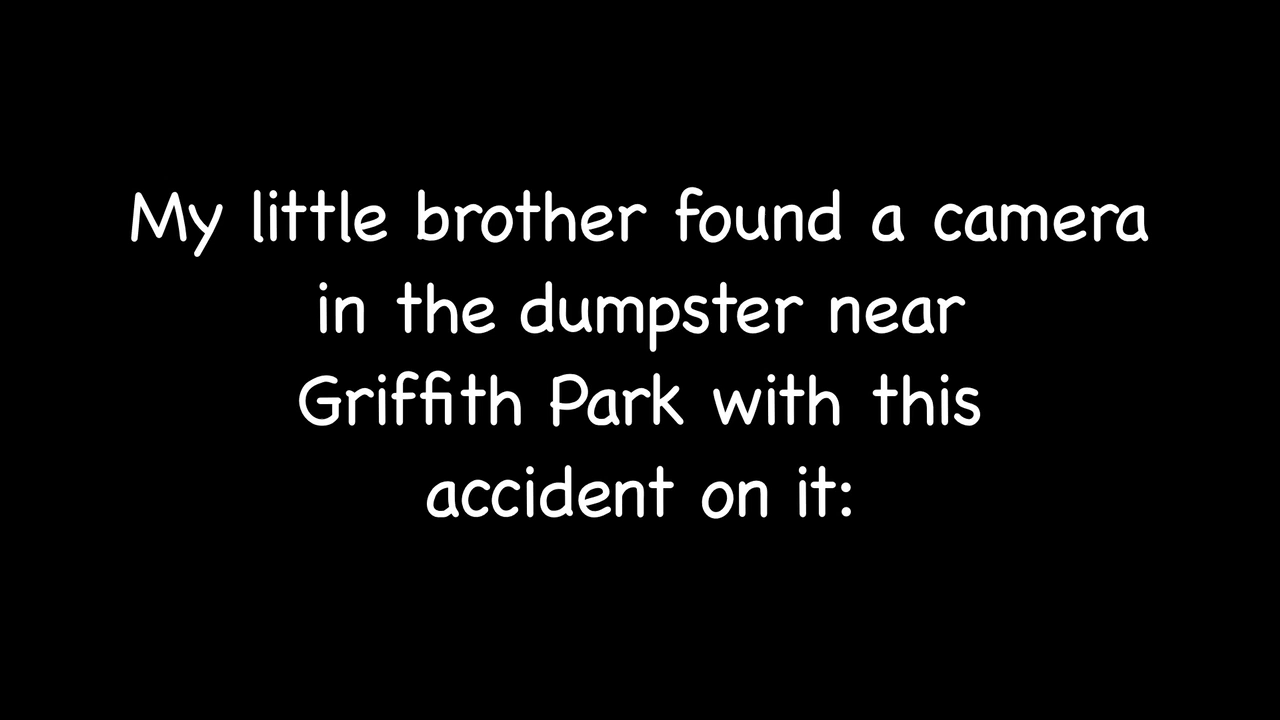 My little brother found a camera
in the dumpster near
Griffith Park with this
accident on it: